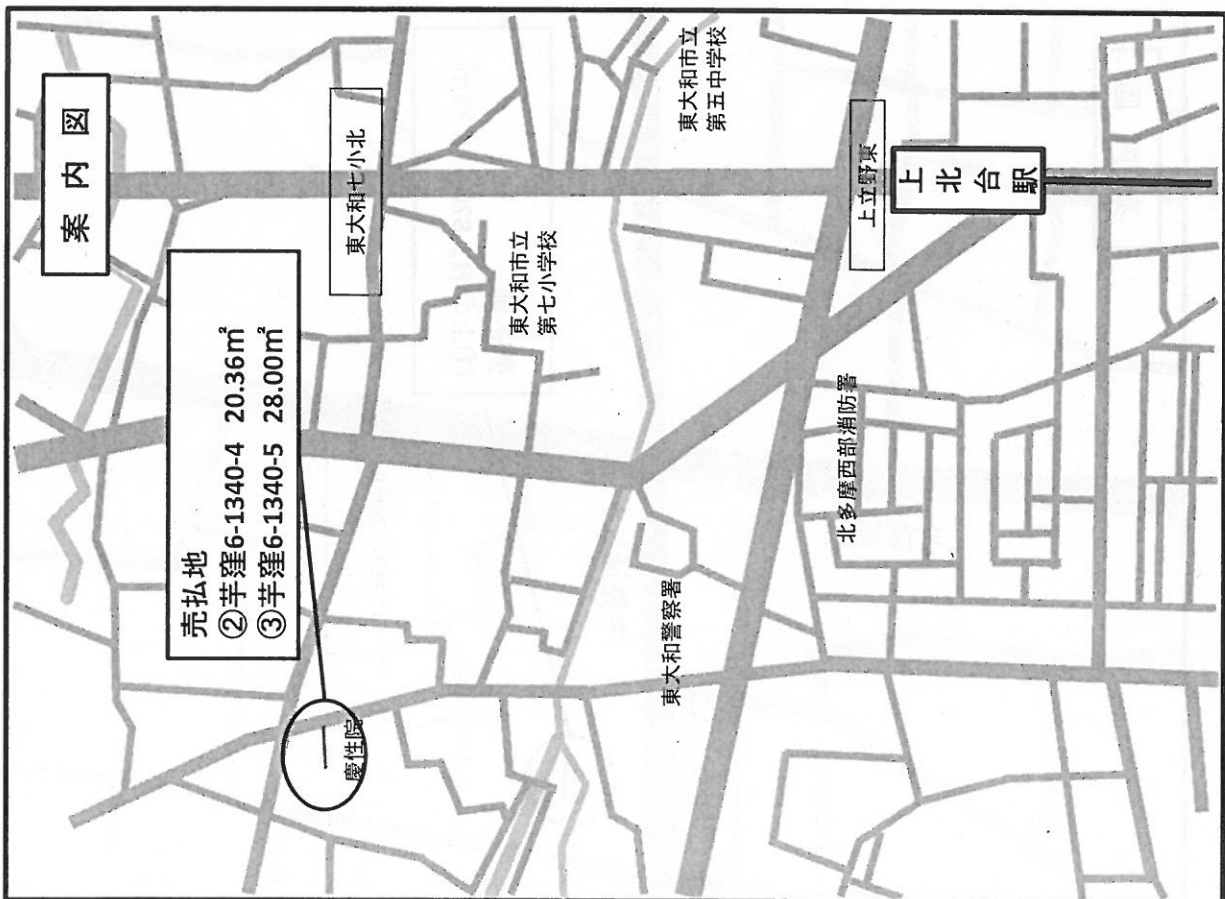 案内図
売払地
②芋窪6-1340-4 20.36㎡
③芋窪6-1340-5 28.00㎡
東大和七小北
東大和市立
第五中学校
東大和市立
第七小学校
上立野東
上北台駅
慶性院
東大和警察署
北多摩西部消防署